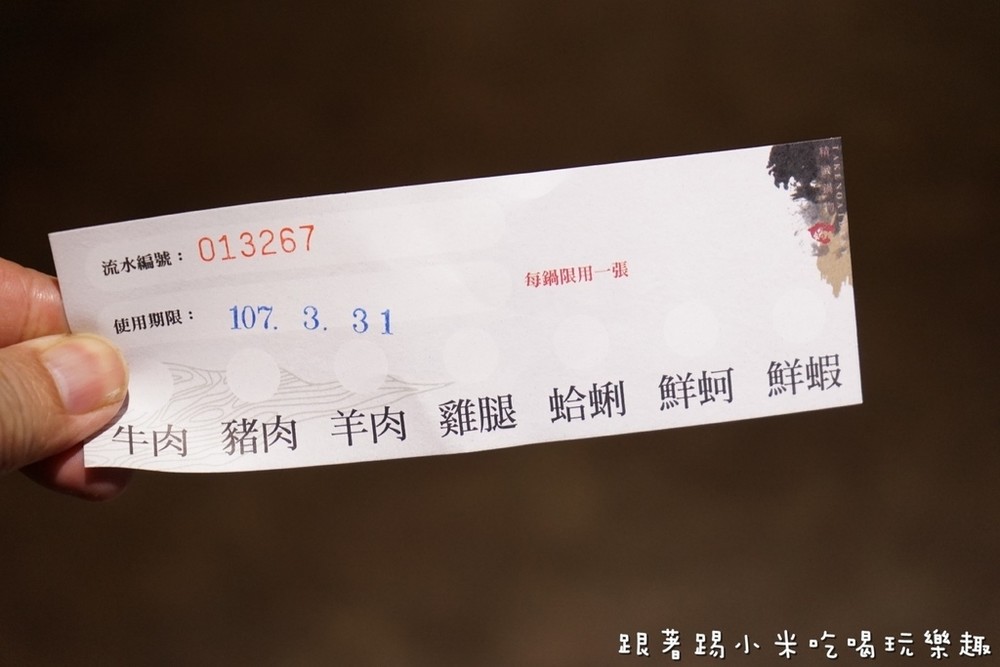 流水編號： 013267
每鍋限用一張
使用期限： 107. 3. 31
牛肉 豬肉 羊肉 雞腿 蛤蜊 鮮蚵 鮮蝦
跟著踢小米吃喝玩樂趣